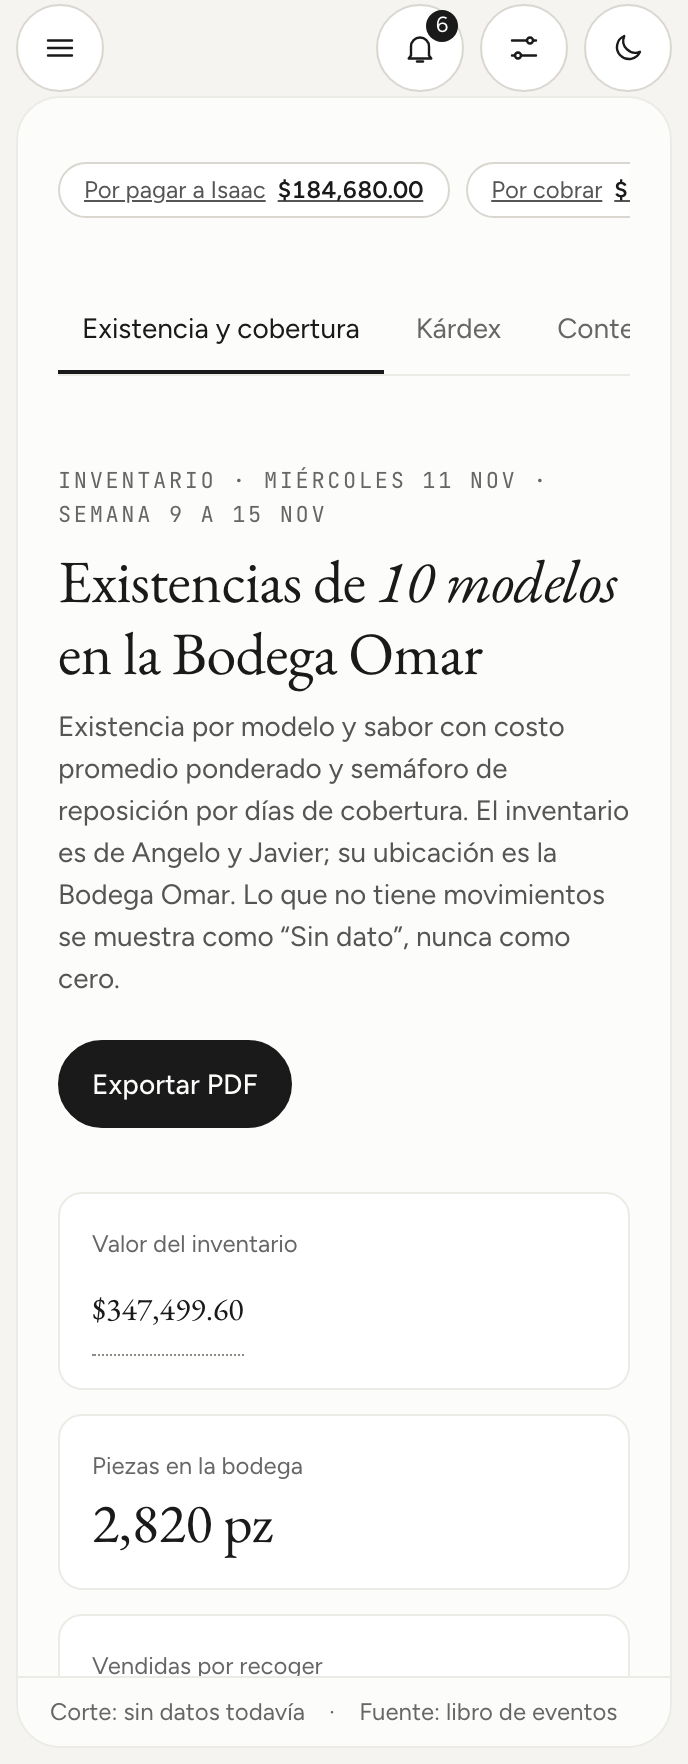 6
Por pagar a Isaac $184,680.00 Por cobrar $
Existencia y cobertura Kárdex Conte
INVENTARIO · MIÉRCOLES 11 NOV ·
SEMANA 9 A 15 NOV
Existencias de 10 modelos
en la Bodega Omar
Existencia por modelo y sabor con costo
promedio ponderado y semáforo de
reposición por días de cobertura. El inventario
es de Angelo y Javier; su ubicación es la
Bodega Omar. Lo que no tiene movimientos
se muestra como “Sin dato”, nunca como
cero.
Exportar PDF
Valor del inventario
$347,499.60
Piezas en la bodega
2,820 pz
Vendidas por recoger
Corte: sin datos todavía · Fuente: libro de eventos